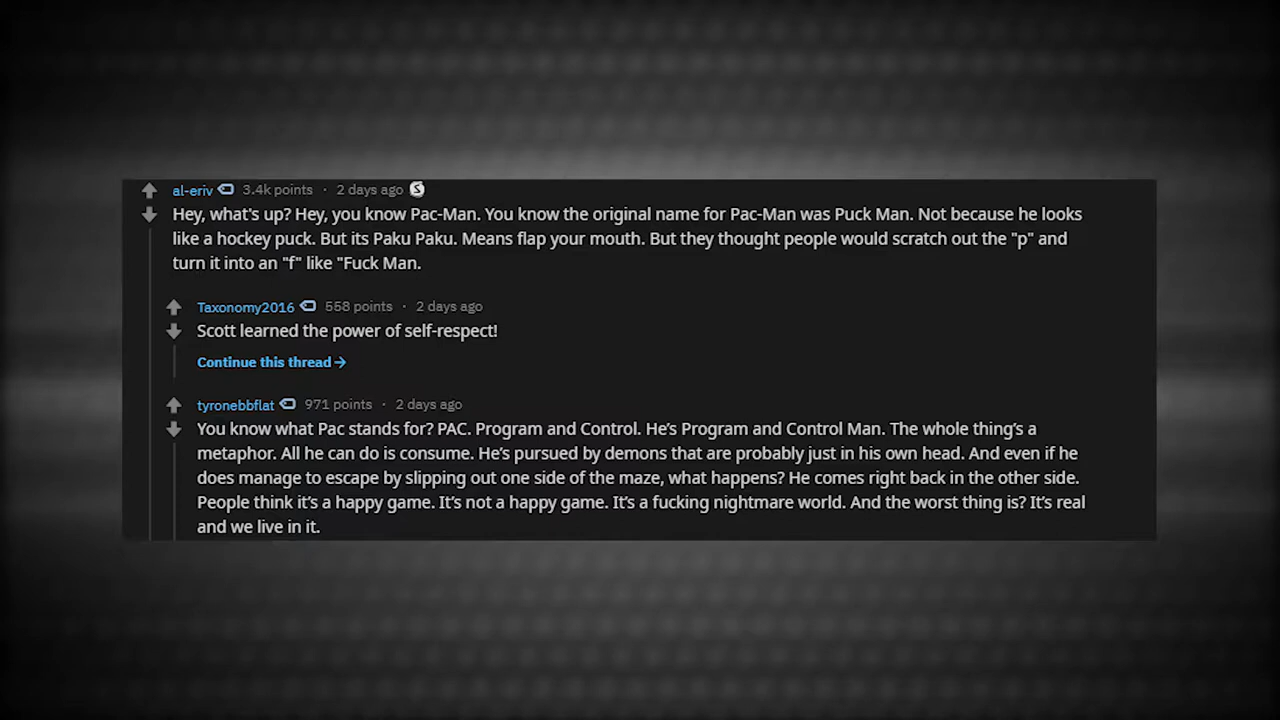 al-eriv 3.4k points · 2 days ago
Hey, what's up? Hey, you know Pac-Man. You know the original name for Pac-Man was Puck Man. Not because he looks
like a hockey puck. But its Paku Paku. Means flap your mouth. But they thought people would scratch out the "p" and
turn it into an "f" like "Fuck Man.
Taxonomy2016 558 points · 2 days ago
Scott learned the power of self-respect!
Continue this thread→
tyronebbflat 971 points · 2 days ago
You know what Pac stands for? PAC. Program and Control. He’s Program and Control Man. The whole thing’s a
metaphor. All he can do is consume. He’s pursued by demons that are probably just in his own head. And even if he
does manage to escape by slipping out one side of the maze, what happens? He comes right back in the other side.
People think it’s a happy game. It’s not a happy game. It’s a fucking nightmare world. And the worst thing is? It’s real
and we live in it.